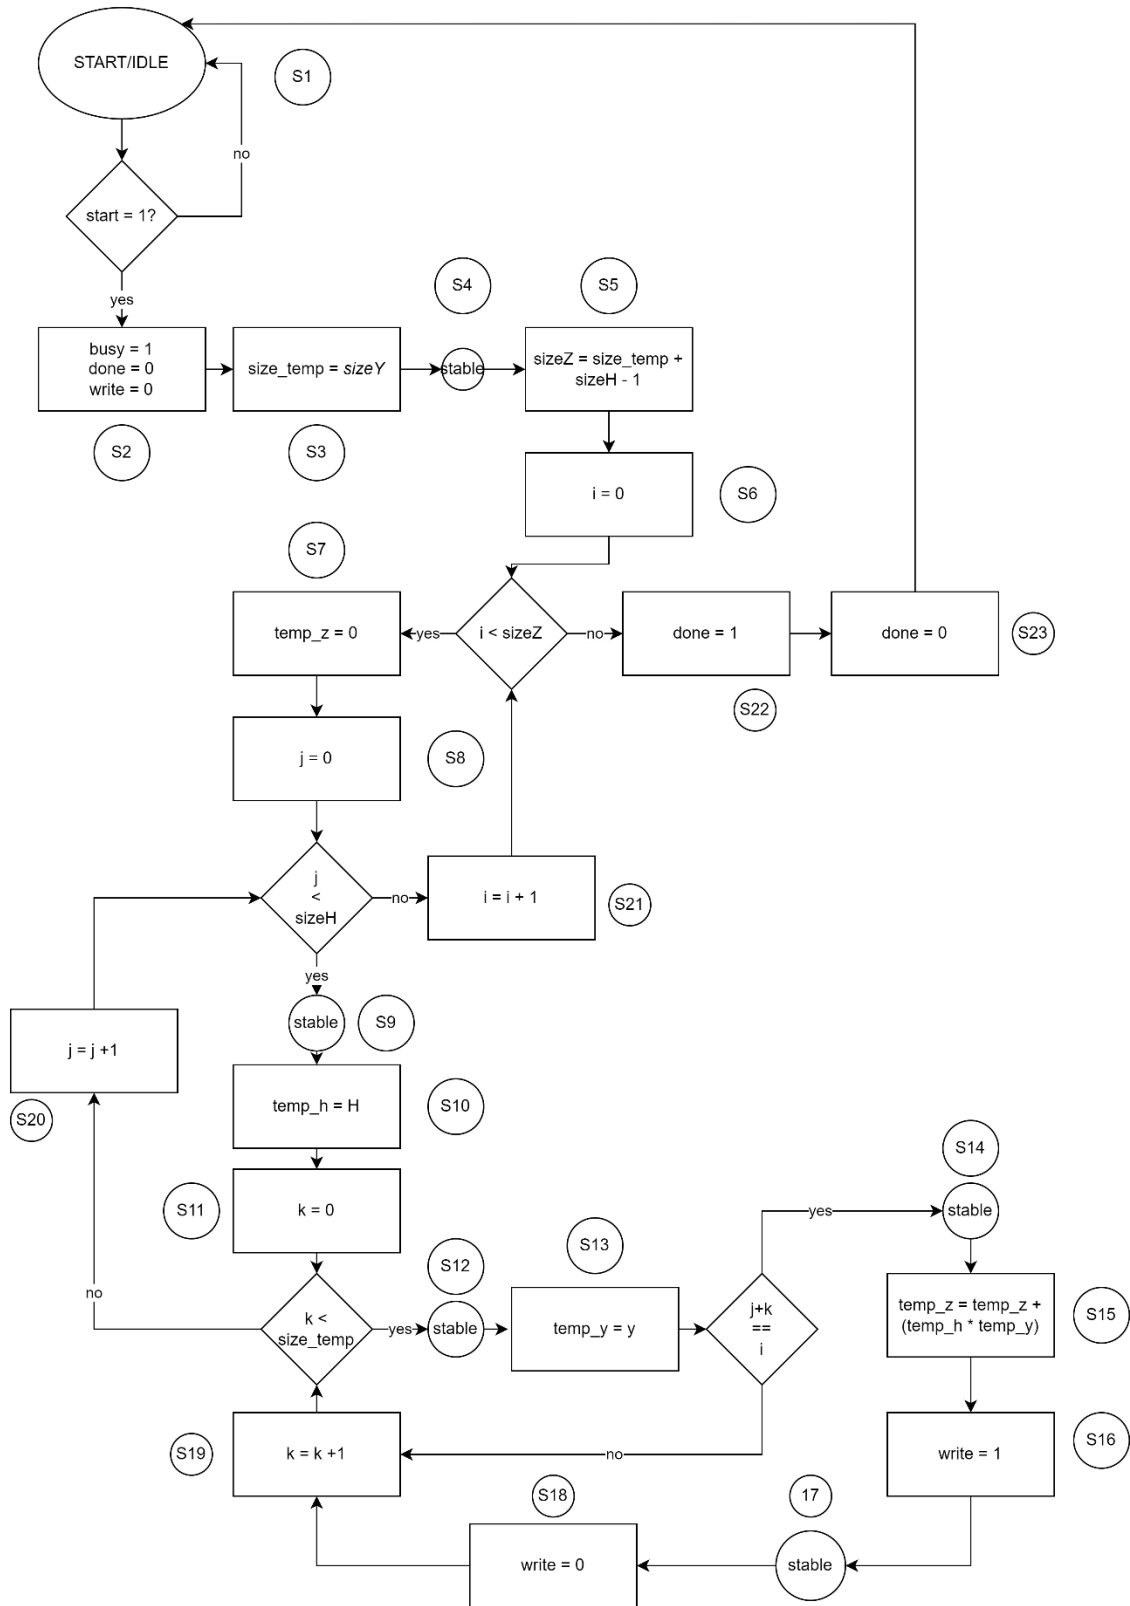 START/IDLE
S1
no
start = 1?
yes
S4
S5
busy = 1
done = 0
write = 0
size_temp = sizeY
stable
sizeZ = size_temp +
sizeH - 1
S2
S3
i = 0
S6
S7
temp_z = 0
yes
i < sizeZ
no
done = 1
done = 0
S23
S22
j = 0
S8
j
<
sizeH
no
i = i + 1
S21
yes
stable
S9
j = j +1
S20
temp_h = H
S10
S11
k = 0
S14
yes
stable
S13
S12
no
k <
size_temp
yes
stable
temp_y = y
j+k
==
i
temp_z = temp_z +
(temp_h * temp_y)
S15
S19
k = k +1
no
write = 1
S16
S18
17
write = 0
stable